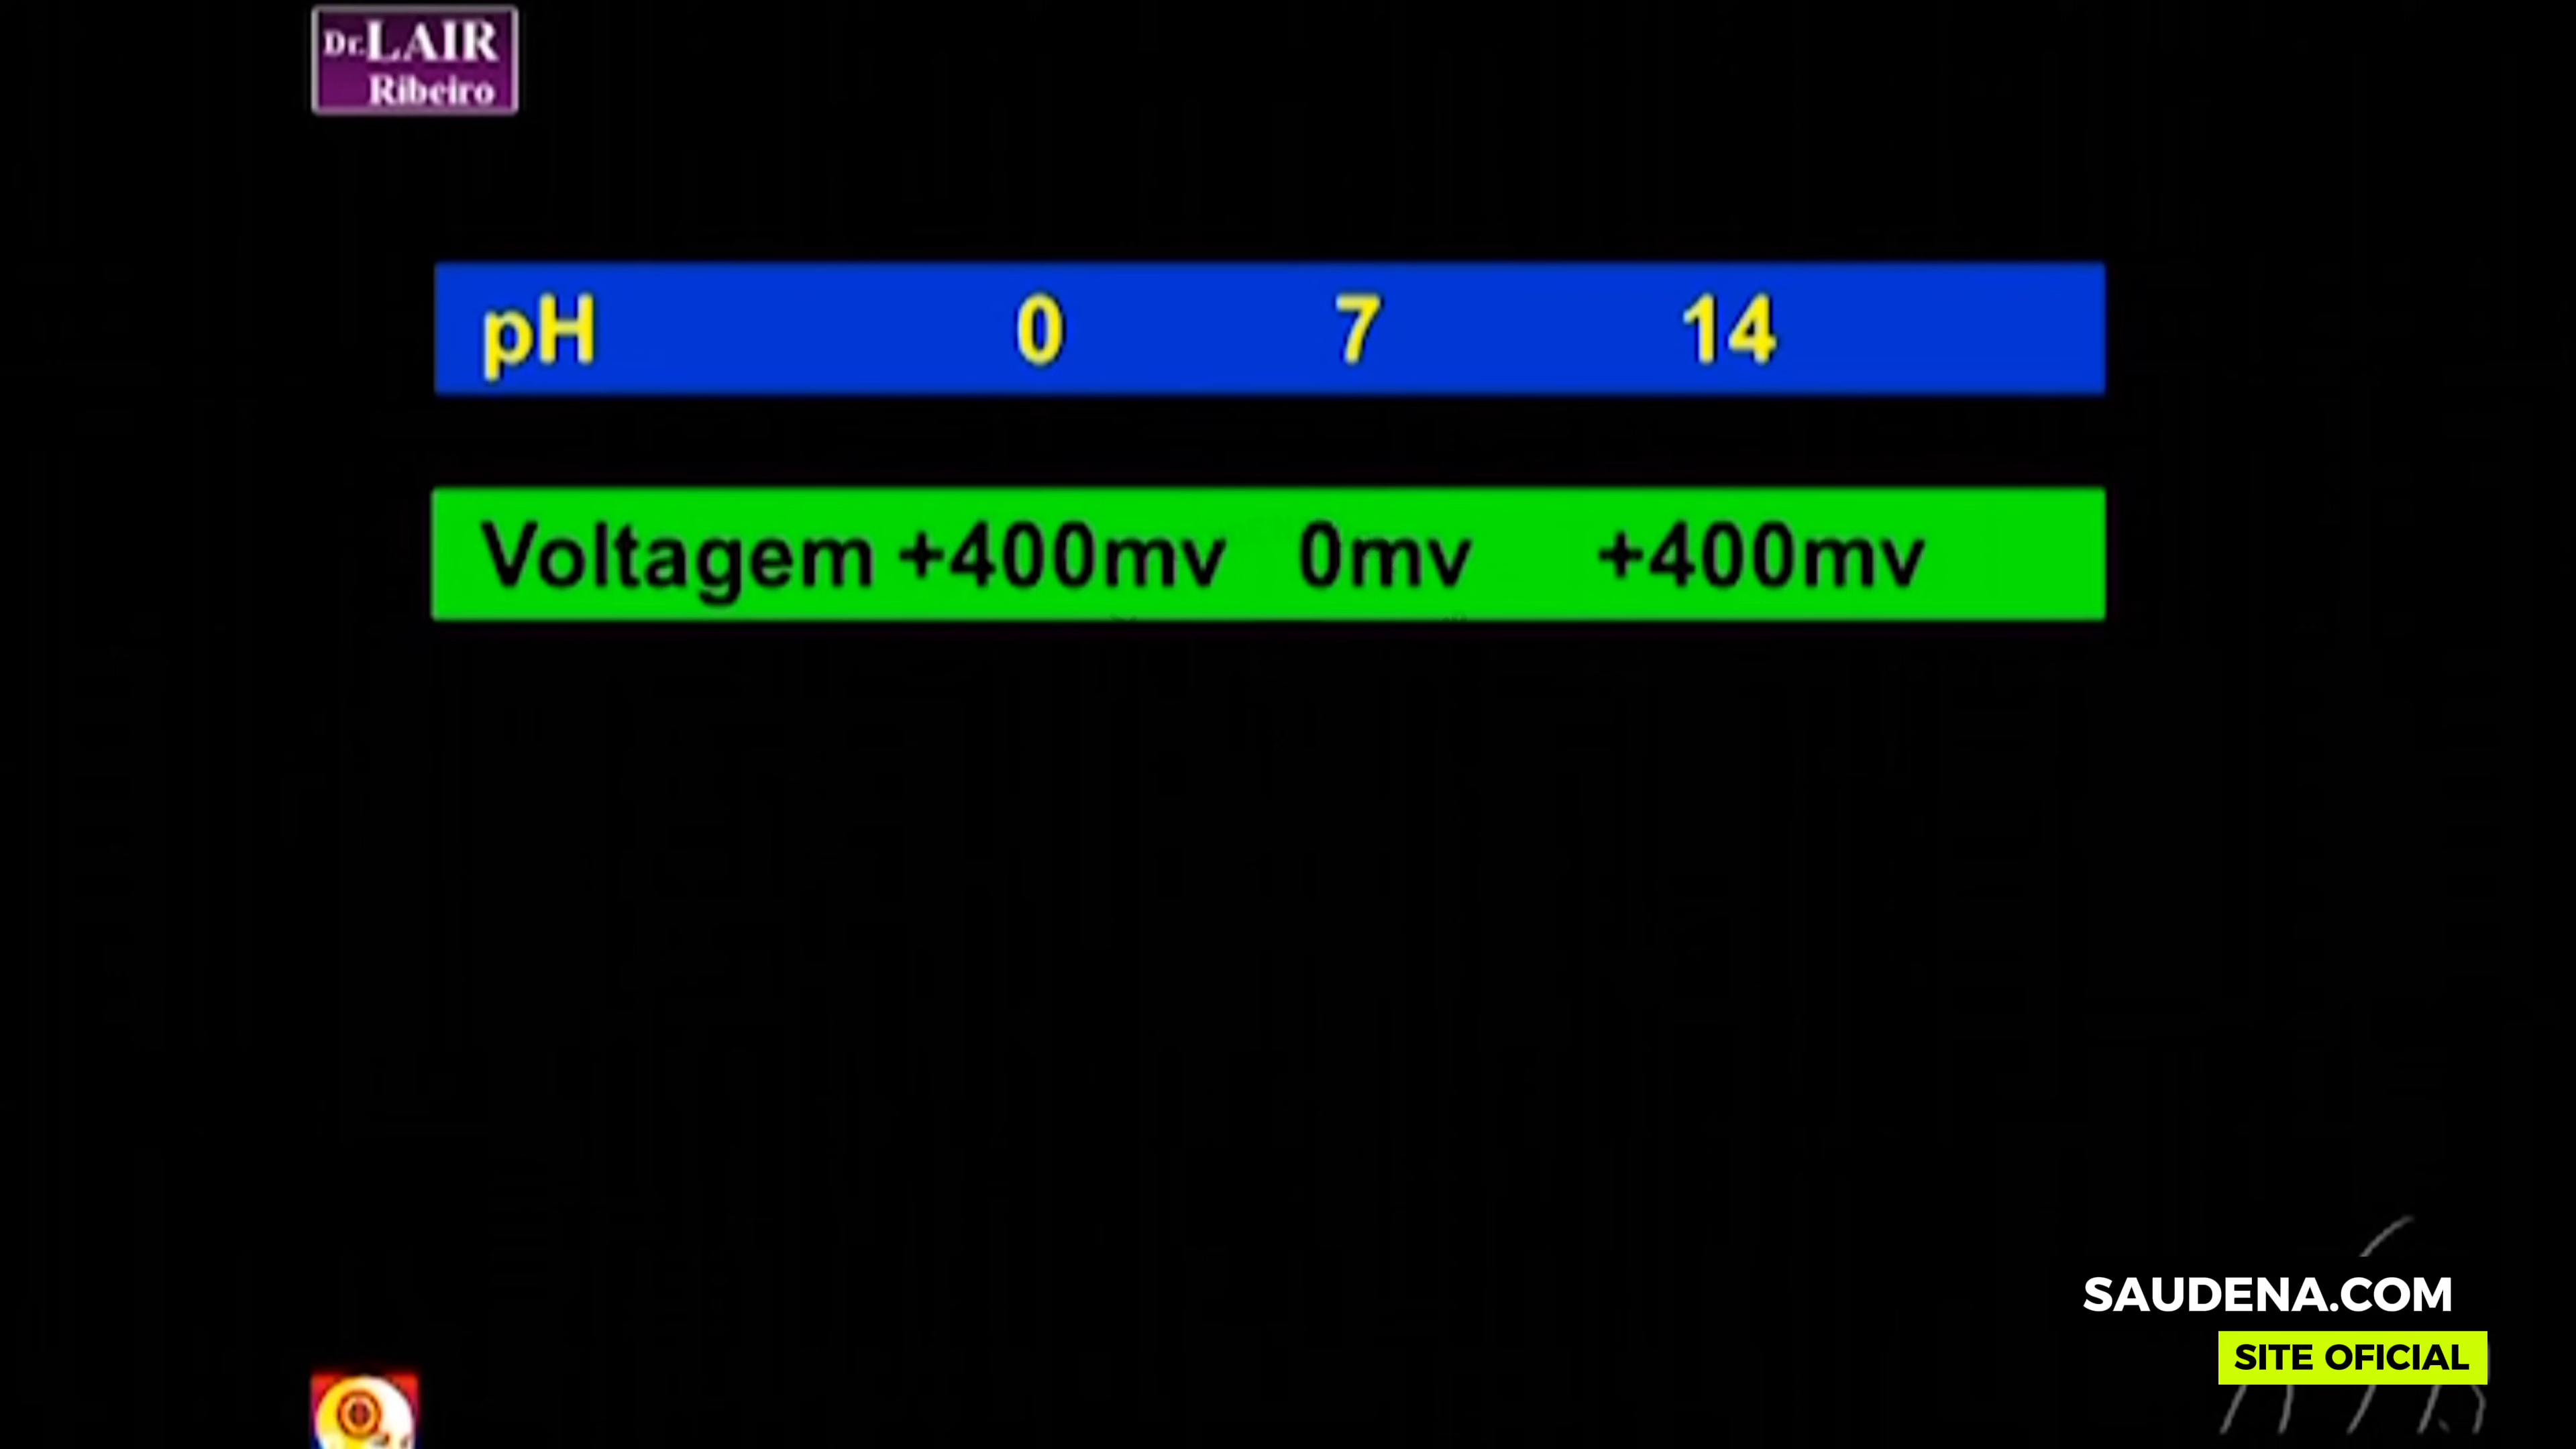 Dr. LAIR
Ribeiro
pH 0 7 14
Voltagem +400mv 0mv +400mv
SAUDENA.COM
SITE OFICIAL